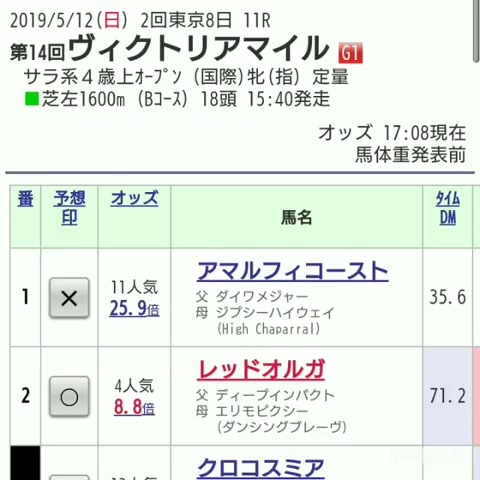 2019/5/12(日) 2回東京8日 11R
第14回ヴィクトリアマイル G1
サラ系４歳上ｵｰﾌﾟﾝ (国際)牝(指) 定量
芝左1600m (Bｺｰｽ) 18頭 15:40発走
オッズ 17:08現在
馬体重発表前
番 予想印 オッズ 馬名 ﾀｲﾑDM
1 × 11人気 25.9倍 アマルフィコースト 35.6
父 ダイワメジャー
母 ジプシーハイウェイ
(High Chaparral)
2 ○ 4人気 8.8倍 レッドオルガ 71.2
父 ディープインパクト
母 エリモピクシー
(ダンシングブレーヴ)
クロコスミア